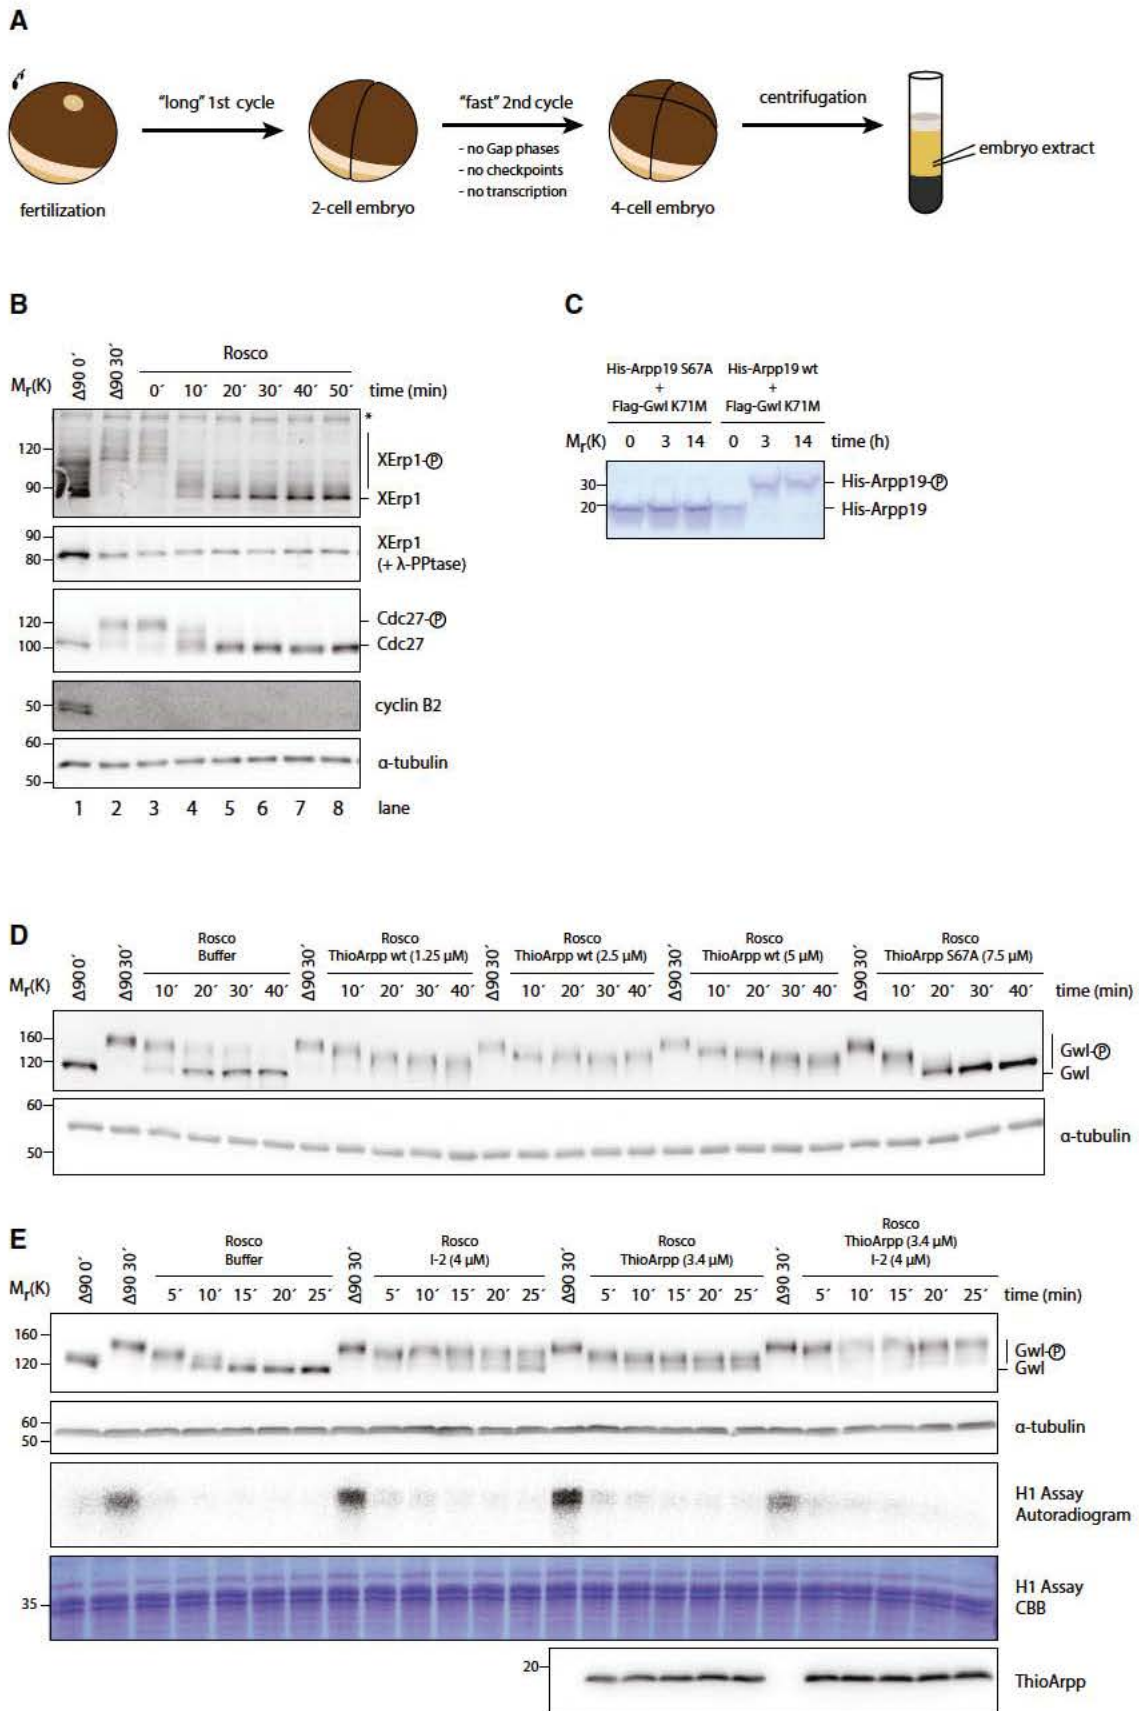 A
"long" 1st cycle
"fast" 2nd cycle
centrifugation
- no Gap phases
- no checkpoints
- no transcription
embryo extract
fertilization
2-cell embryo
4-cell embryo
B
Δ90 0´
Δ90 30´
Rosco
Mr(K)
0´ 10´ 20´ 30´ 40´ 50´ time (min)
*
120
XErp1-Ⓟ
90
XErp1
90
80
XErp1
(+ λ-PPtase)
120
Cdc27-Ⓟ
100
Cdc27
50
cyclin B2
60
α-tubulin
50
1 2 3 4 5 6 7 8 lane
C
His-Arpp19 S67A
+
Flag-Gwl K71M
His-Arpp19 wt
+
Flag-Gwl K71M
Mr(K) 0 3 14 0 3 14 time (h)
30
His-Arpp19-Ⓟ
20
His-Arpp19
D
Δ90 0´
Δ90 30´
Rosco
Buffer
Δ90 30´
Rosco
ThioArpp wt (1.25 μM)
Δ90 30´
Rosco
ThioArpp wt (2.5 μM)
Δ90 30´
Rosco
ThioArpp wt (5 μM)
Δ90 30´
Rosco
ThioArpp S67A (7.5 μM)
Mr(K) 10´ 20´ 30´ 40´ 10´ 20´ 30´ 40´ 10´ 20´ 30´ 40´ 10´ 20´ 30´ 40´ 10´ 20´ 30´ 40´ time (min)
160
Gwl-Ⓟ
120
Gwl
60
α-tubulin
50
E
Δ90 0´
Δ90 30´
Rosco
Buffer
Δ90 30´
Rosco
I-2 (4 μM)
Δ90 30´
Rosco
ThioArpp (3.4 μM)
Δ90 30´
Rosco
ThioArpp (3.4 μM)
I-2 (4 μM)
Mr(K) 5´ 10´ 15´ 20´ 25´ 5´ 10´ 15´ 20´ 25´ 5´ 10´ 15´ 20´ 25´ 5´ 10´ 15´ 20´ 25´ time (min)
160
Gwl-Ⓟ
120
Gwl
60
α-tubulin
50
H1 Assay
Autoradiogram
H1 Assay
CBB
35
20
ThioArpp